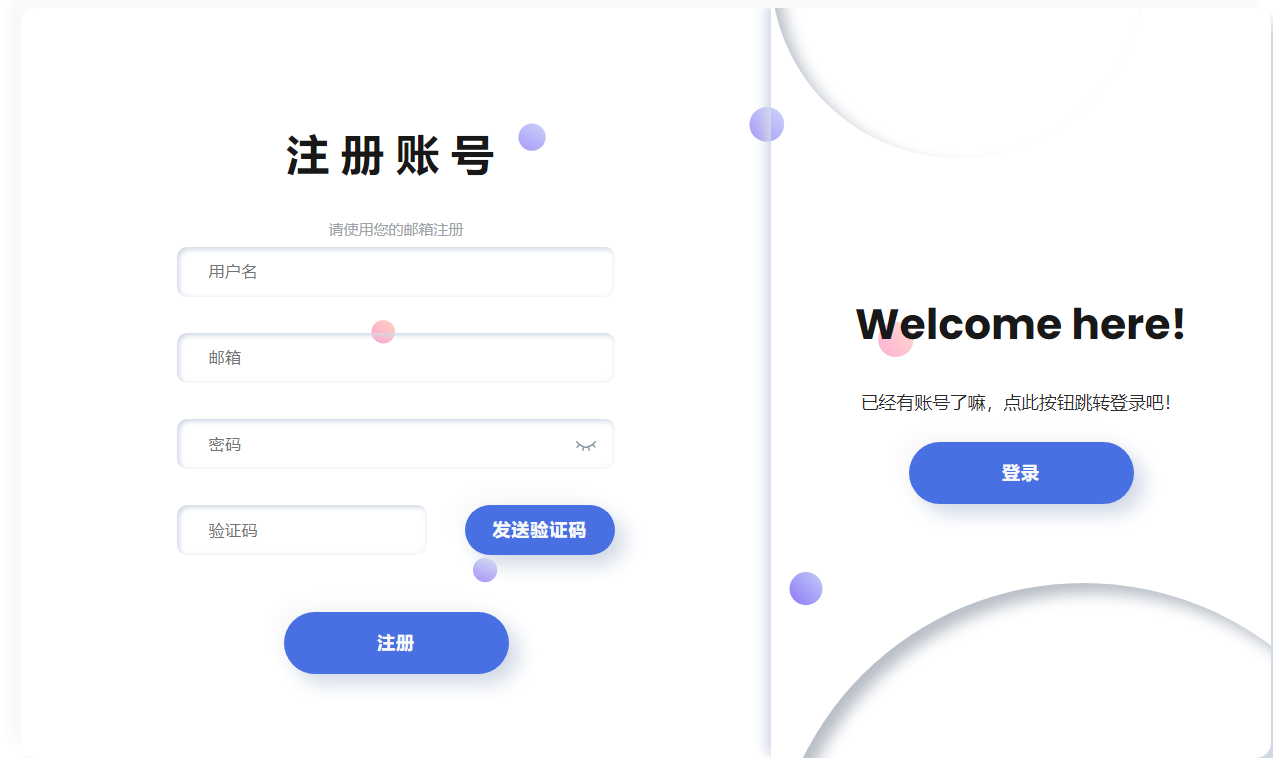 注册账号
请使用您的邮箱注册
用户名
邮箱
密码
验证码
发送验证码
注册
Welcome here!
已经有账号了嘛，点此按钮跳转登录吧！
登录